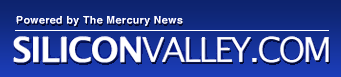 Powered by The Mercury News
SILICONVALLEY.COM